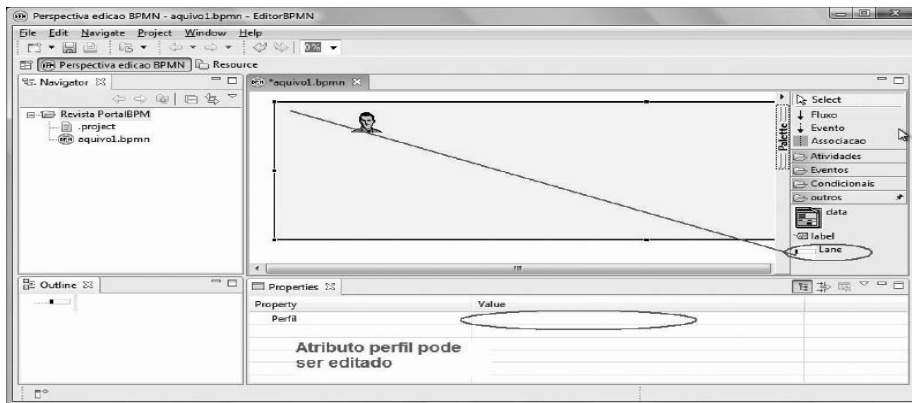 Perspectiva edicao BPMN - aquivo1.bpmn - EditorBPMN
File Edit Navigate Project Window Help
Perspectiva edicao BPMN Resource
Navigator
Revista PortalBPM
.project
aquivo1.bpmn
*aquivo1.bpmn
Palette
Select
Fluxo
Evento
Associacao
Atividades
Eventos
Condicionais
outros
data
label
Lane
Outline
Properties
Property Value
Perfil
Atributo perfil pode
ser editado